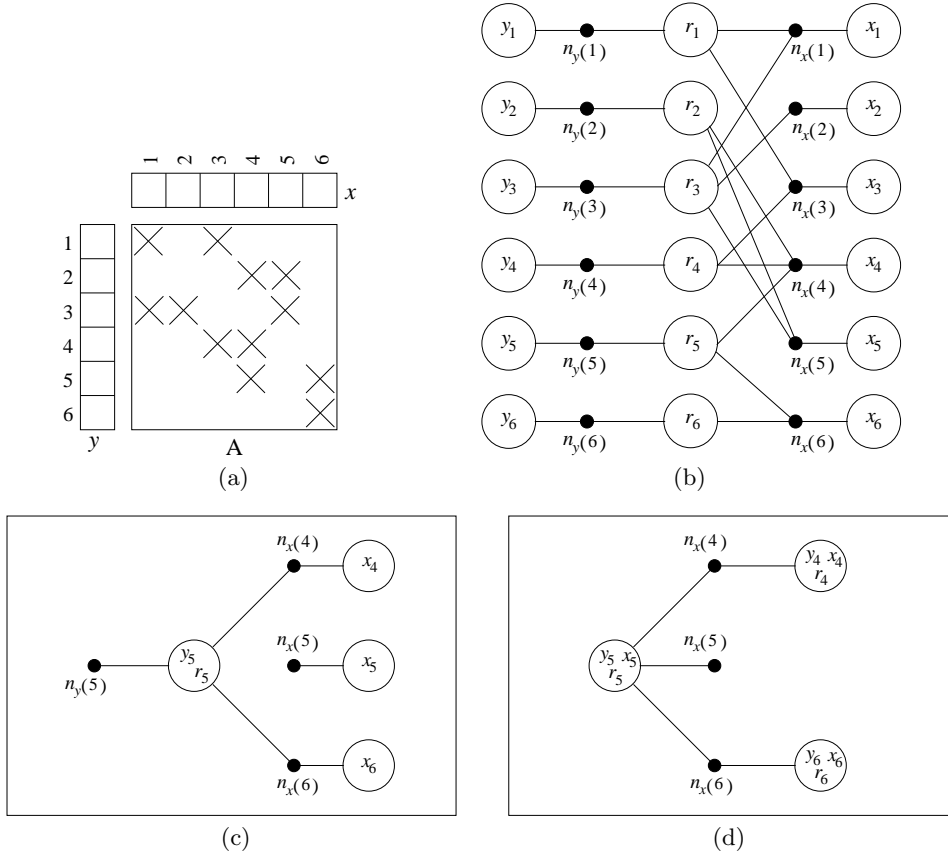 1 2 3 4 5 6
x
1
2
3
4
5
6
y
A
(a)
y1 ny(1) r1 nx(1) x1
y2 ny(2) r2 nx(2) x2
y3 ny(3) r3 nx(3) x3
y4 ny(4) r4 nx(4) x4
y5 ny(5) r5 nx(5) x5
y6 ny(6) r6 nx(6) x6
(b)
nx(4)
x4
nx(5)
y5
r5
x5
ny(5)
x6
nx(6)
(c)
nx(4)
y4 x4
r4
nx(5)
y5 x5
r5
y6 x6
r6
nx(6)
(d)